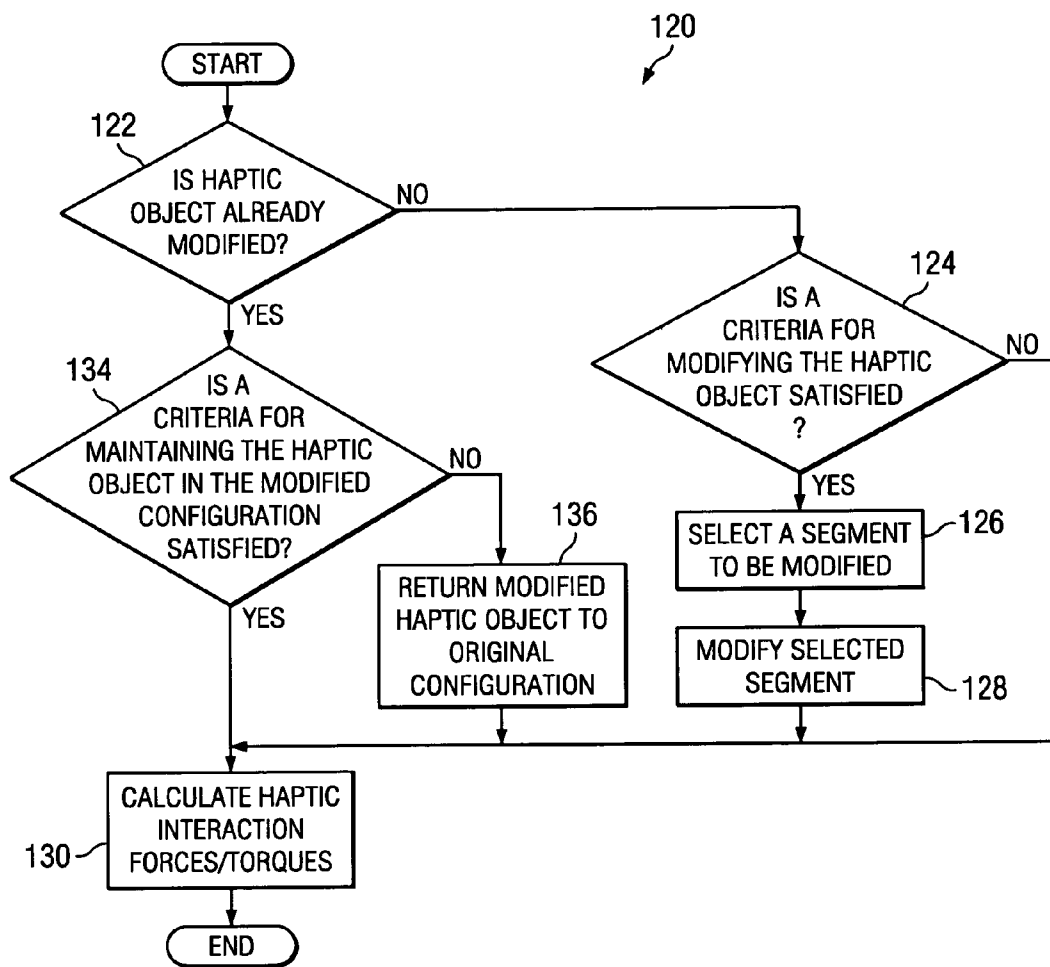 120
START
122
IS HAPTIC
OBJECT ALREADY
MODIFIED?
NO
YES
124
IS A
CRITERIA FOR
MODIFYING THE HAPTIC
OBJECT SATISFIED
?
NO
YES
134
IS A
CRITERIA FOR
MAINTAINING THE HAPTIC
OBJECT IN THE MODIFIED
CONFIGURATION
SATISFIED?
NO
YES
136
RETURN MODIFIED
HAPTIC OBJECT TO
ORIGINAL
CONFIGURATION
SELECT A SEGMENT
TO BE MODIFIED
126
MODIFY SELECTED
SEGMENT
128
CALCULATE HAPTIC
INTERACTION
FORCES/TORQUES
130
END